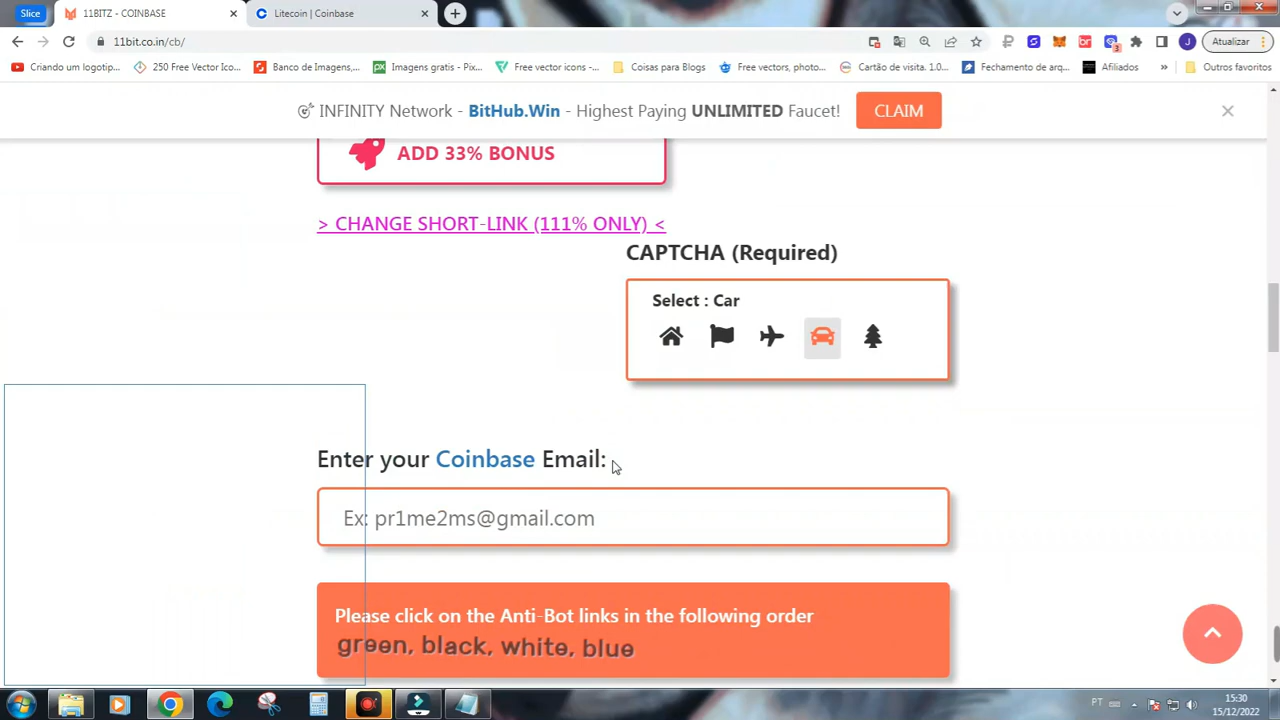 Slice
11BITZ - COINBASE
Litecoin | Coinbase
11bit.co.in/cb/
3
J
Atualizar
Criando um logotip...
250 Free Vector Ico...
Banco de Imagens,...
Imagens gratis - Pix...
Free vector icons -...
Coisas para Blogs
Free vectors, photo...
Cartão de visita. 1.0...
Fechamento de arq...
Afiliados
»
Outros favoritos
INFINITY Network - BitHub.Win - Highest Paying UNLIMITED Faucet!
CLAIM
ADD 33% BONUS
> CHANGE SHORT-LINK (111% ONLY) <
CAPTCHA (Required)
Select : Car
Enter your Coinbase Email:
Ex: pr1me2ms@gmail.com
Please click on the Anti-Bot links in the following order
green, black, white, blue
PT
15:30
15/12/2022